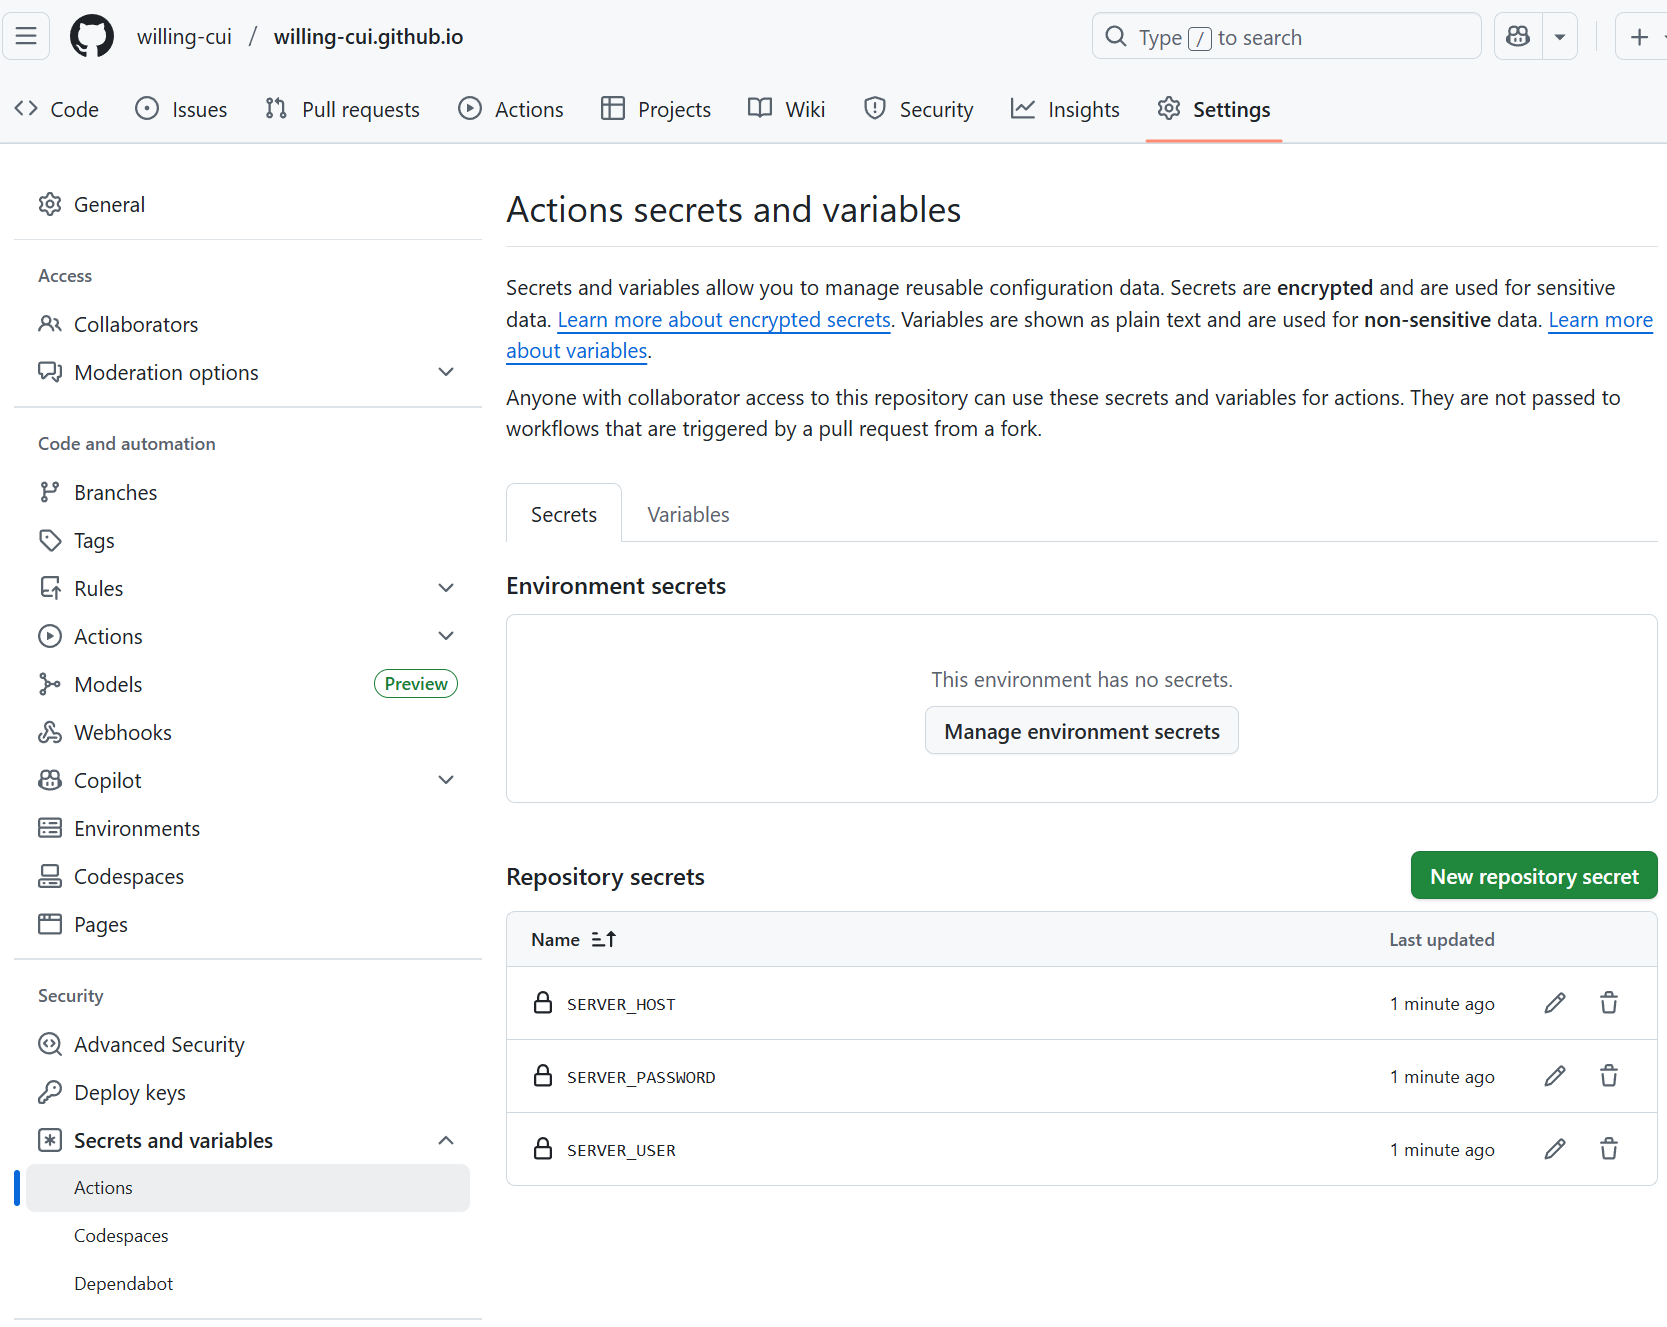 willing-cui / willing-cui.github.io
Type / to search
Code Issues Pull requests Actions Projects Wiki Security Insights Settings
General
Access
Collaborators
Moderation options
Code and automation
Branches
Tags
Rules
Actions
Models Preview
Webhooks
Copilot
Environments
Codespaces
Pages
Security
Advanced Security
Deploy keys
Secrets and variables
Actions
Codespaces
Dependabot
Actions secrets and variables
Secrets and variables allow you to manage reusable configuration data. Secrets are encrypted and are used for sensitive
data. Learn more about encrypted secrets. Variables are shown as plain text and are used for non-sensitive data. Learn more
about variables.
Anyone with collaborator access to this repository can use these secrets and variables for actions. They are not passed to
workflows that are triggered by a pull request from a fork.
Secrets Variables
Environment secrets
This environment has no secrets.
Manage environment secrets
Repository secrets New repository secret
Name Last updated
SERVER_HOST 1 minute ago
SERVER_PASSWORD 1 minute ago
SERVER_USER 1 minute ago